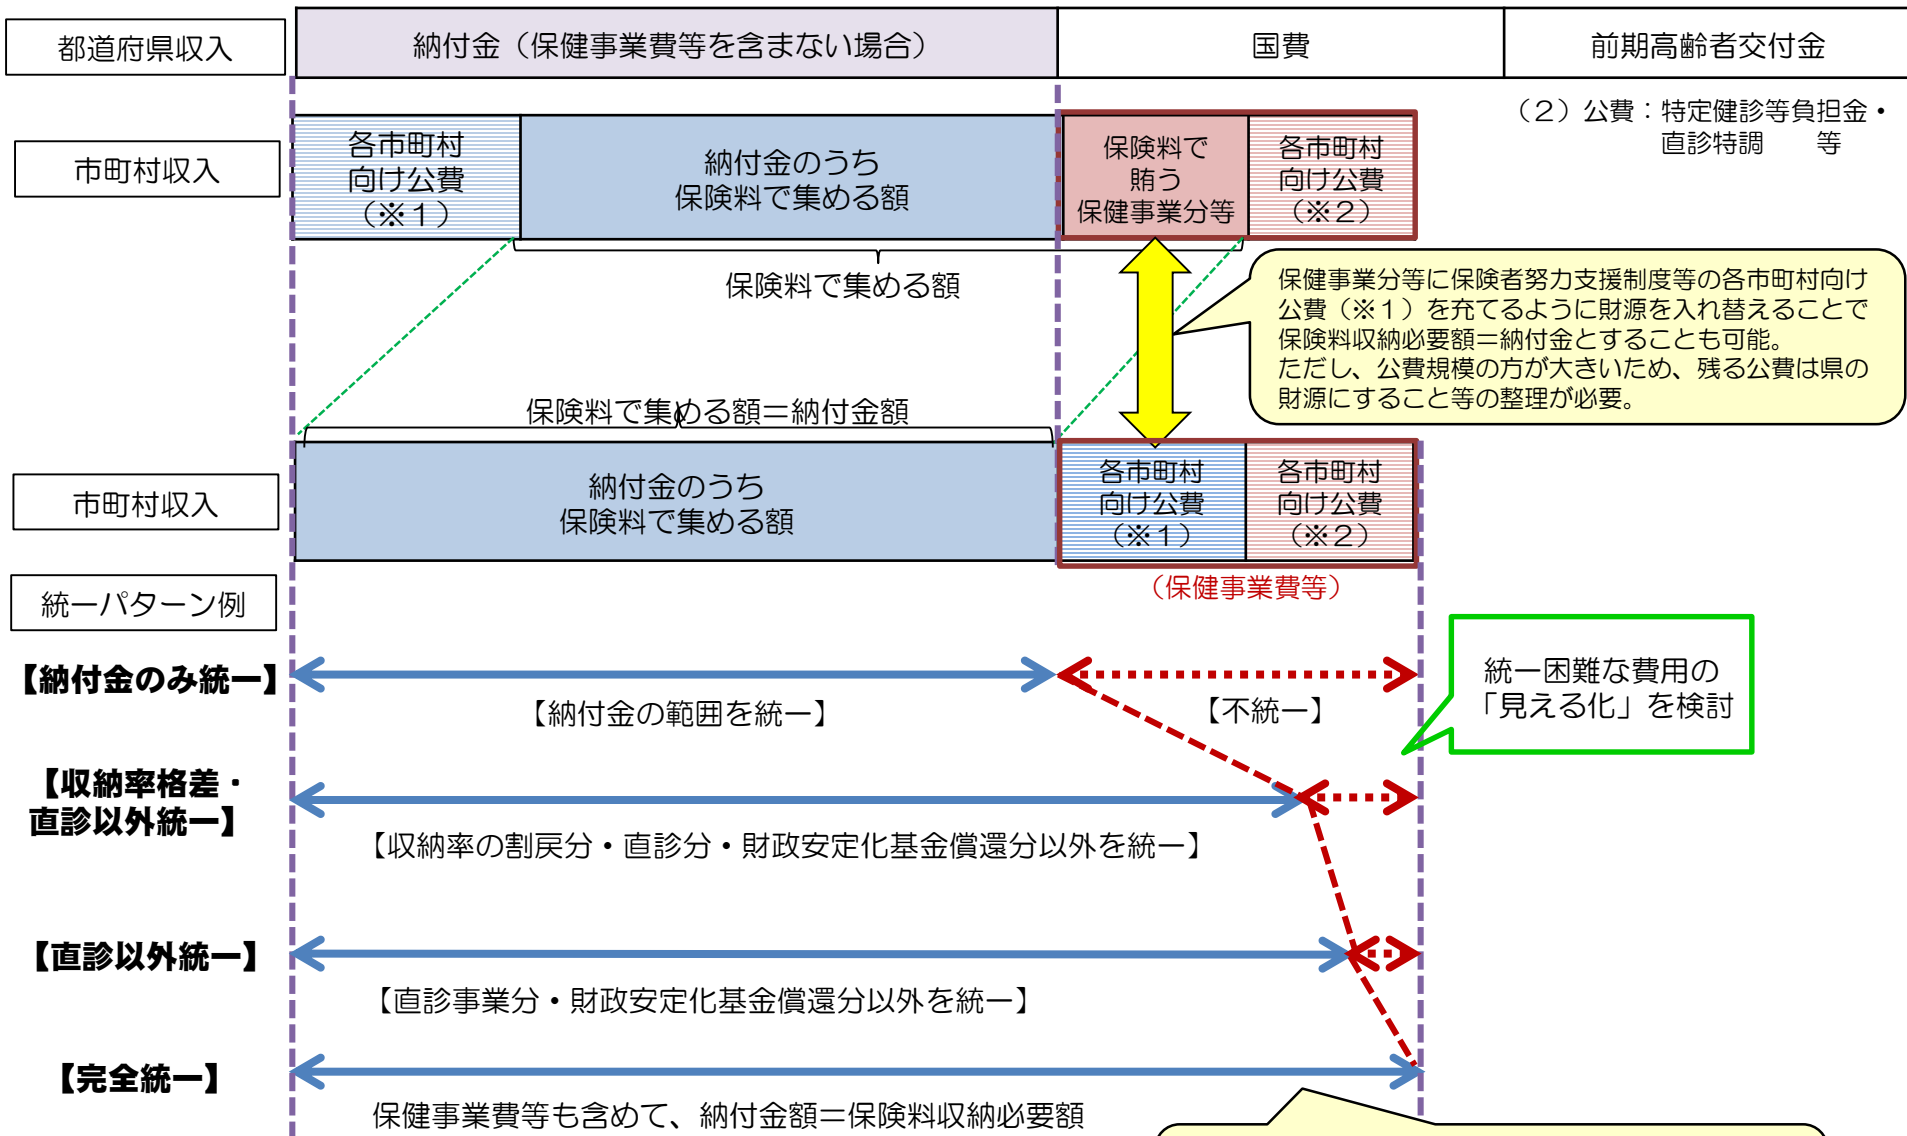 都道府県収入
納付金（保健事業費等を含まない場合）
国費
前期高齢者交付金
（２）公費：特定健診等負担金・
直診特調　等
市町村収入
各市町村
向け公費
（※１）
納付金のうち
保険料で集める額
保険料で
賄う
保健事業分等
各市町村
向け公費
（※２）
保険料で集める額
保健事業分等に保険者努力支援制度等の各市町村向け
公費（※１）を充てるように財源を入れ替えることで
保険料収納必要額＝納付金とすることも可能。
ただし、公費規模の方が大きいため、残る公費は県の
財源にすること等の整理が必要。
保険料で集める額＝納付金額
市町村収入
納付金のうち
保険料で集める額
各市町村
向け公費
（※１）
各市町村
向け公費
（※２）
（保健事業費等）
統一パターン例
【納付金のみ統一】
【納付金の範囲を統一】
【不統一】
統一困難な費用の
「見える化」を検討
【収納率格差・
直診以外統一】
【収納率の割戻分・直診分・財政安定化基金償還分以外を統一】
【直診以外統一】
【直診事業分・財政安定化基金償還分以外を統一】
【完全統一】
保健事業費等も含めて、納付金額＝保険料収納必要額